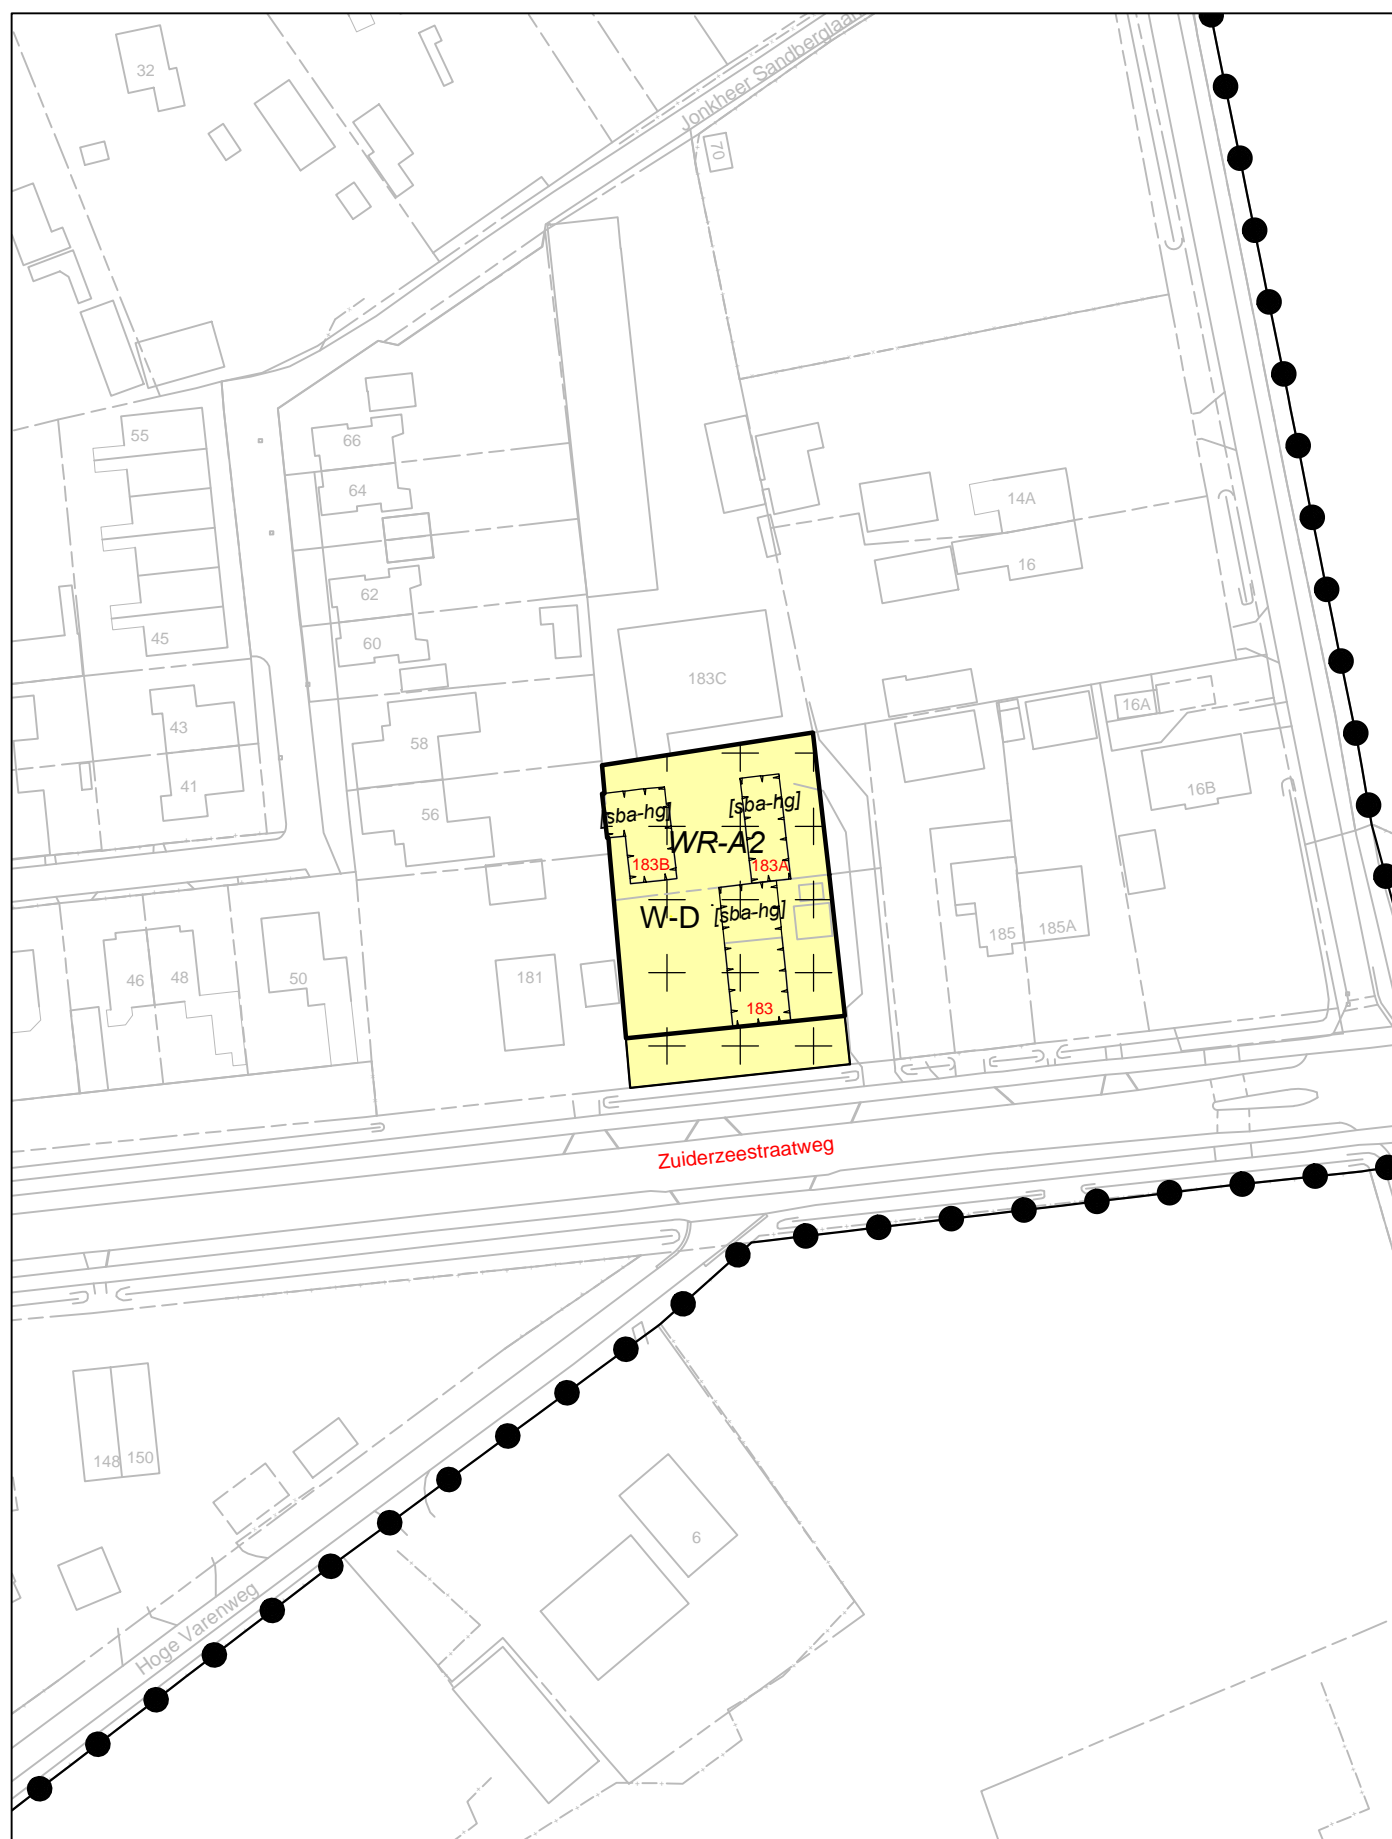 32
Jonkheer Sandberglaan
70
55
66
64
14A
16
62
60
45
183C
16A
43
58
41
56
16B
[sba-hg]
[sba-hg]
WR-A2
183B
183A
W-D
[sba-hg]
185
185A
46
48
50
181
183
Zuiderzeestraatweg
148
150
6
Hoge Varenweg